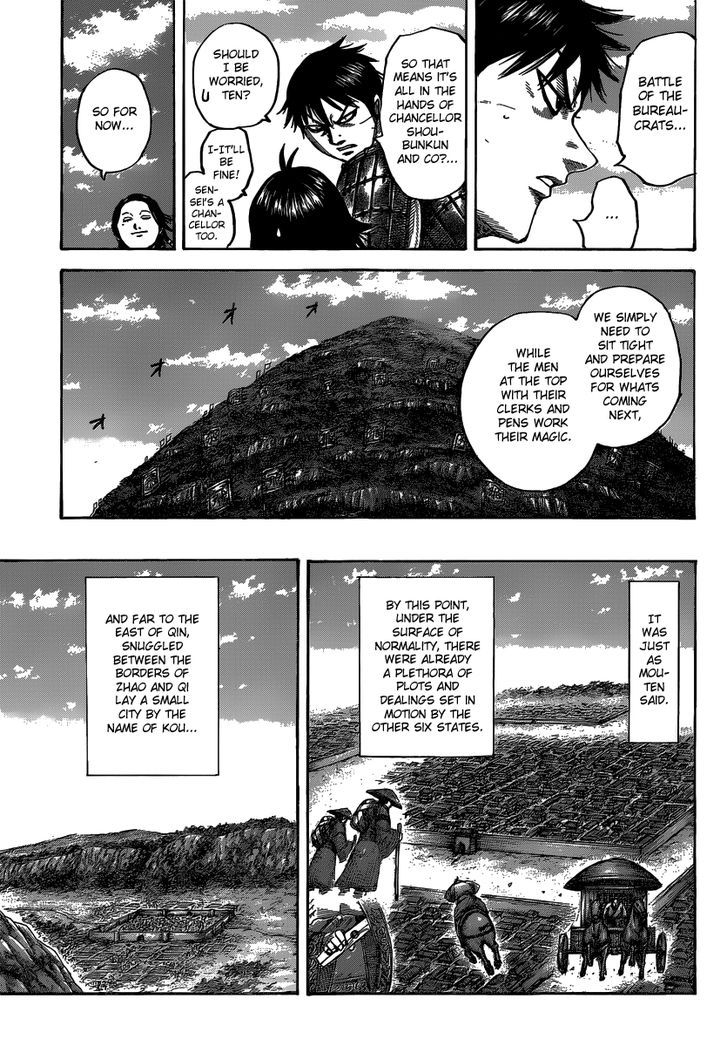 BATTLE
OF THE
BUREAU-
CRATS...
...
SO THAT
MEANS IT'S
ALL IN
THE
HANDS OF
CHANCELLOR
SHOU-
BUNKUN
AND CO?...
SHOULD
I BE
WORRIED,
TEN?
I-IT'LL
BE
FINE!
SEN-
SEI'S A
CHAN-
CELLOR
TOO.
SO FOR
NOW...
WE SIMPLY
NEED TO
SIT TIGHT
AND PREPARE
OURSELVES
FOR WHATS
COMING
NEXT,
WHILE
THE MEN
AT THE TOP
WITH THEIR
CLERKS AND
PENS WORK
THEIR MAGIC.
オ
オ
オ
オ
IT
WAS
JUST
AS
MOU-
TEN
SAID.
BY THIS POINT,
UNDER THE
SURFACE OF
NORMALITY, THERE
WERE ALREADY
A PLETHORA OF
PLOTS AND
DEALINGS SET IN
MOTION BY THE
OTHER SIX STATES.
AND FAR TO THE
EAST OF QIN,
SNUGGLED
BETWEEN THE
BORDERS OF
ZHAO AND QI
LAY A SMALL
CITY BY THE
NAME OF KOU...